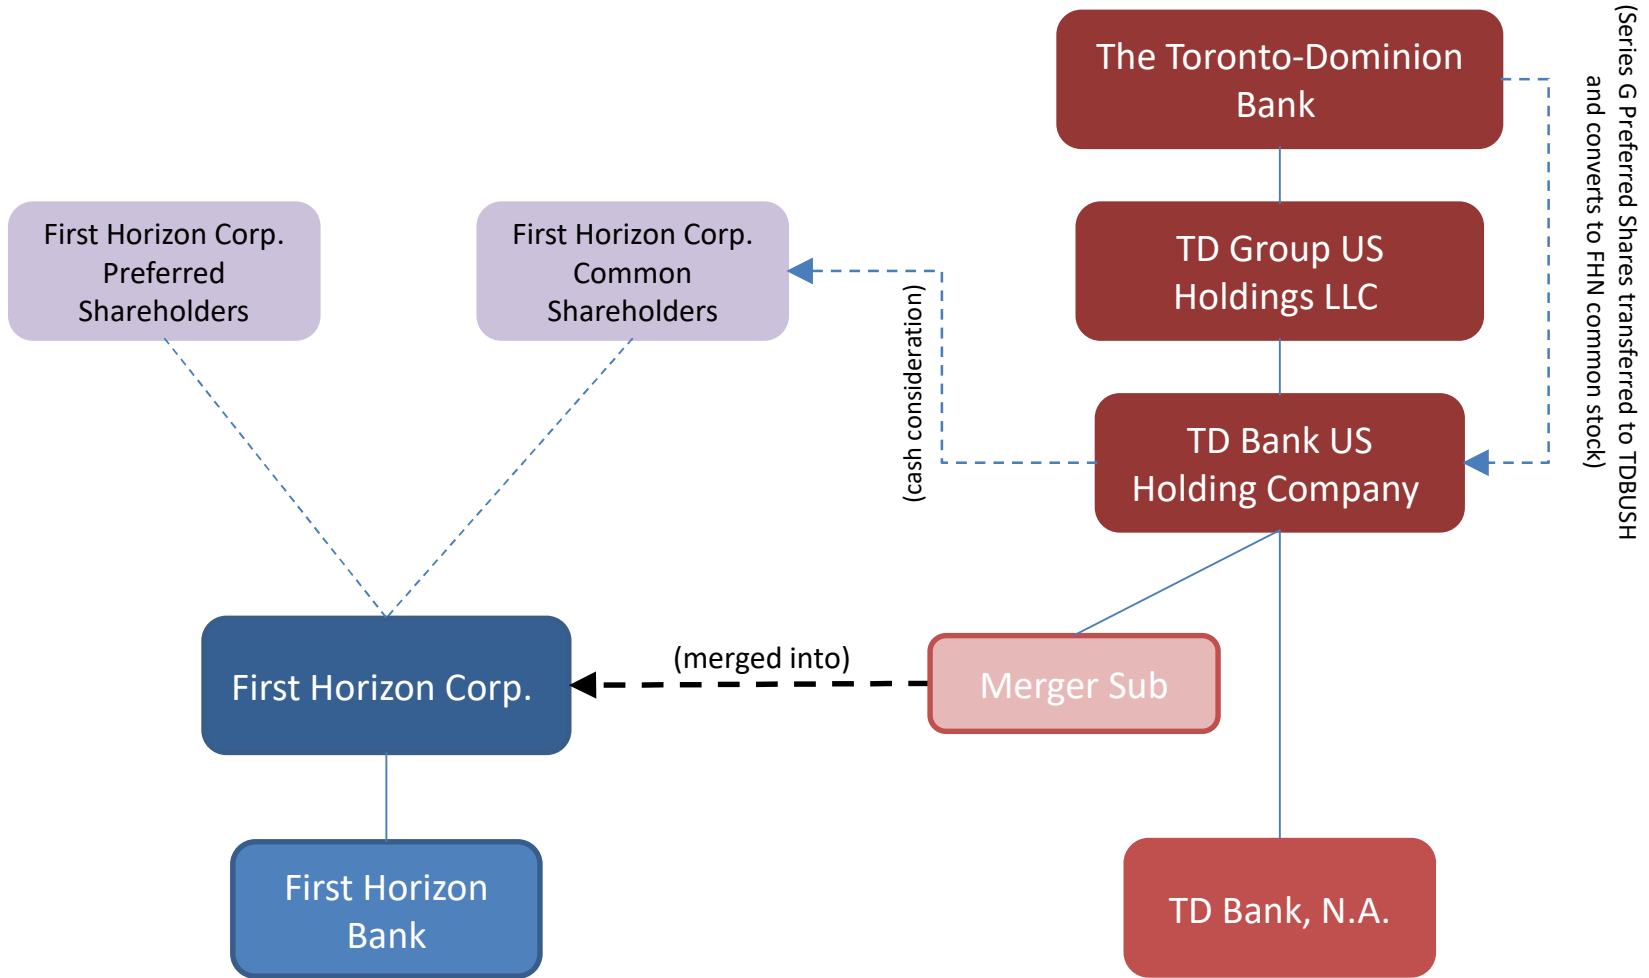 The Toronto-Dominion
Bank
(Series G Preferred Shares transferred to TDBUSH
and converts to FHN common stock)
First Horizon Corp.
Preferred
Shareholders
First Horizon Corp.
Common
Shareholders
TD Group US
Holdings LLC
(cash consideration)
TD Bank US
Holding Company
First Horizon Corp.
(merged into)
Merger Sub
First Horizon
Bank
TD Bank, N.A.